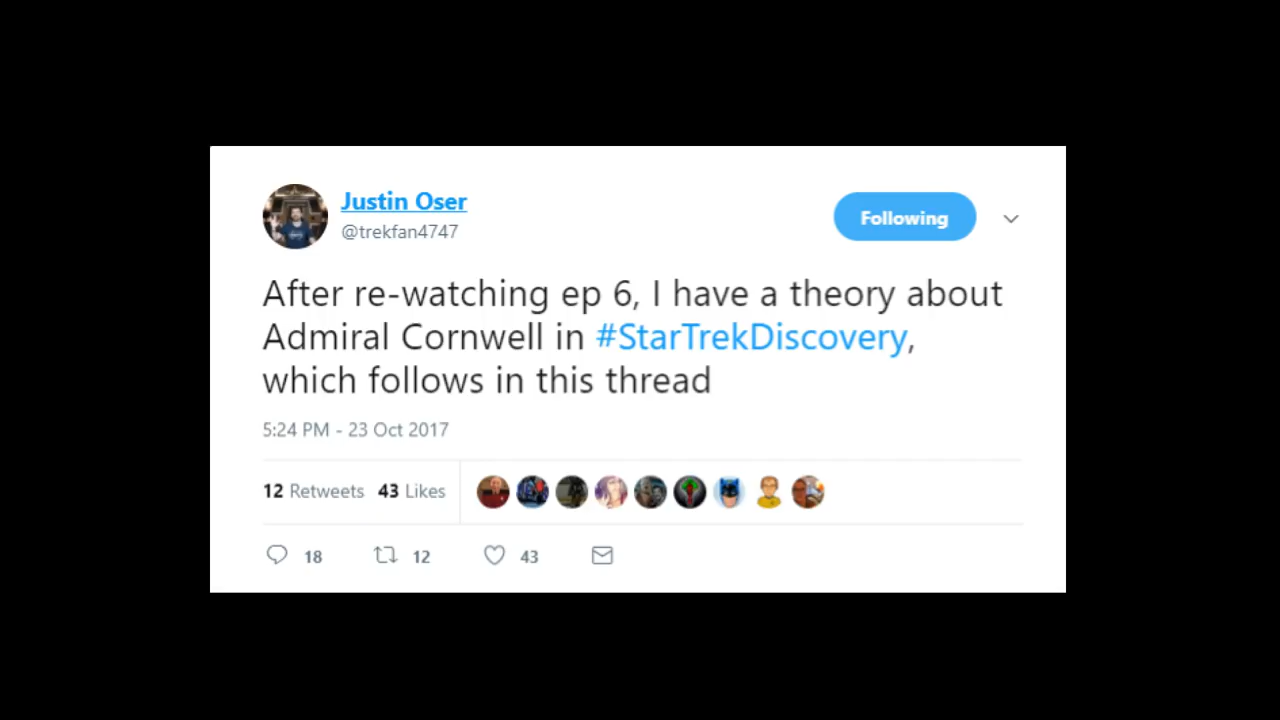 Justin Oser
@trekfan4747
Following
After re-watching ep 6, I have a theory about
Admiral Cornwell in #StarTrekDiscovery,
which follows in this thread
5:24 PM - 23 Oct 2017
12 Retweets 43 Likes
18 12 43